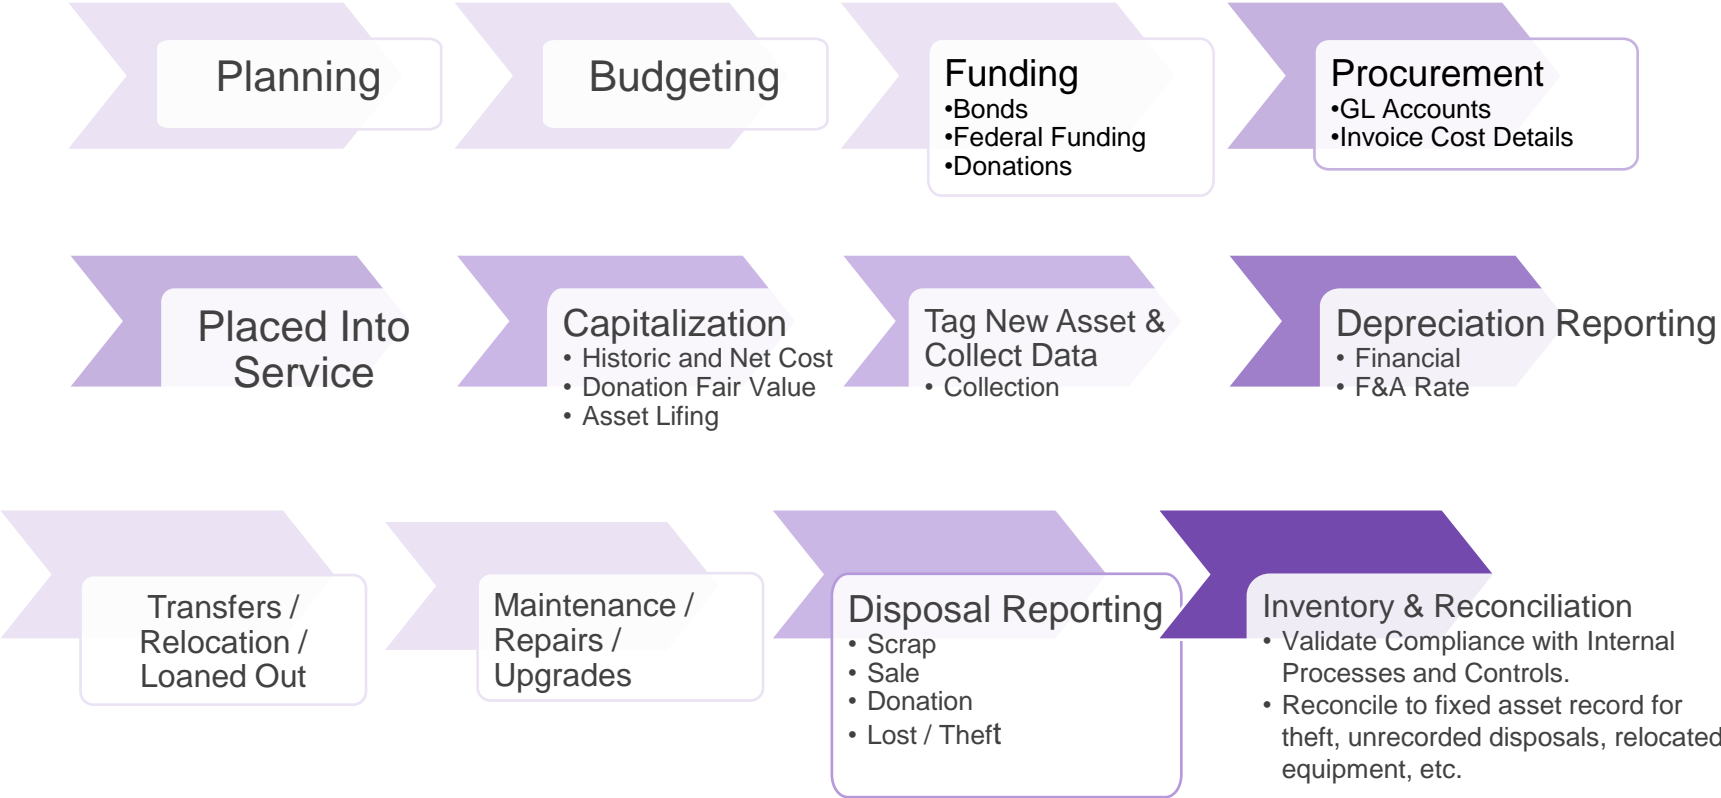 Planning
Budgeting
Funding
•Bonds
•Federal Funding
•Donations
Procurement
•GL Accounts
•Invoice Cost Details
Placed Into
Service
Capitalization
• Historic and Net Cost
• Donation Fair Value
• Asset Lifing
Tag New Asset &
Collect Data
• Collection
Depreciation Reporting
• Financial
• F&A Rate
Transfers /
Relocation /
Loaned Out
Maintenance /
Repairs /
Upgrades
Disposal Reporting
• Scrap
• Sale
• Donation
• Lost / Theft
Inventory & Reconciliation
• Validate Compliance with Internal
Processes and Controls.
• Reconcile to fixed asset record for
theft, unrecorded disposals, relocated
equipment, etc.